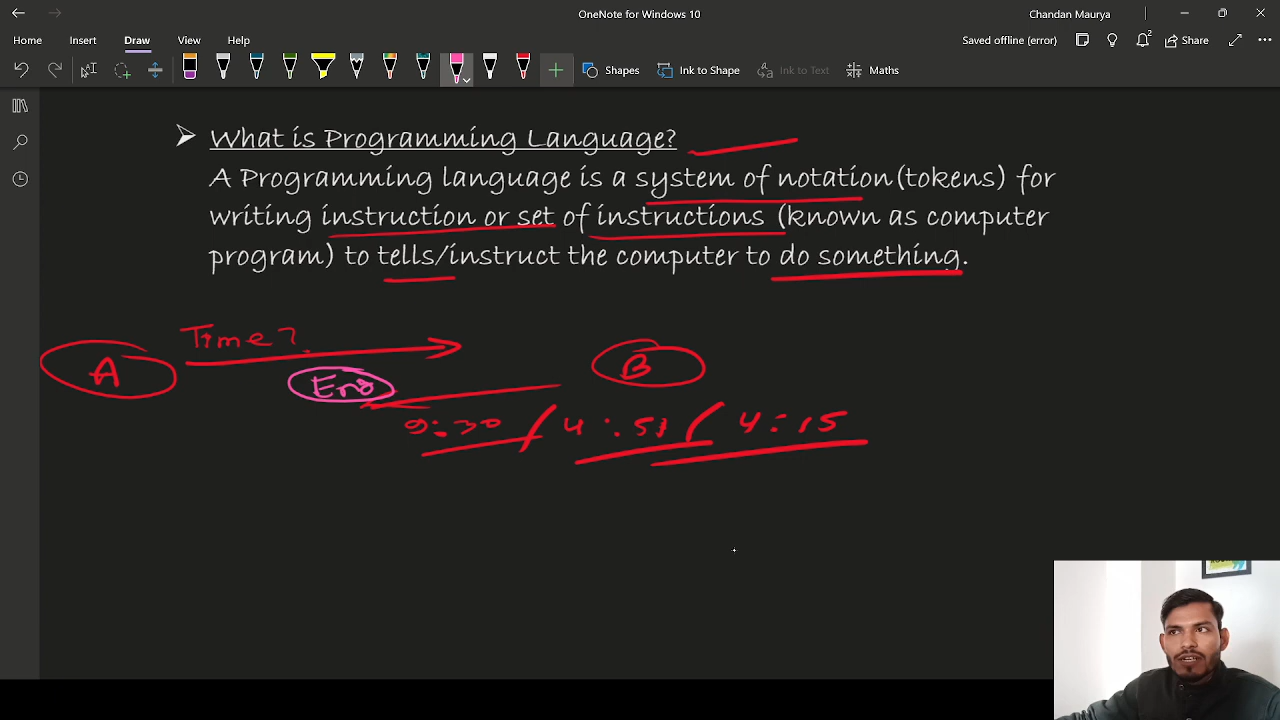 OneNote for Windows 10
Chandan Maurya
Home Insert Draw View Help
Saved offline (error)
Share
Shapes
Ink to Shape
Ink to Text
Maths
What is Programming Language?
A Programming language is a system of notation(tokens) for
writing instruction or set of instructions (known as computer
program) to tells/instruct the computer to do something.
Time?
A
B
Eng
9:30 / 4:51 / 4:15